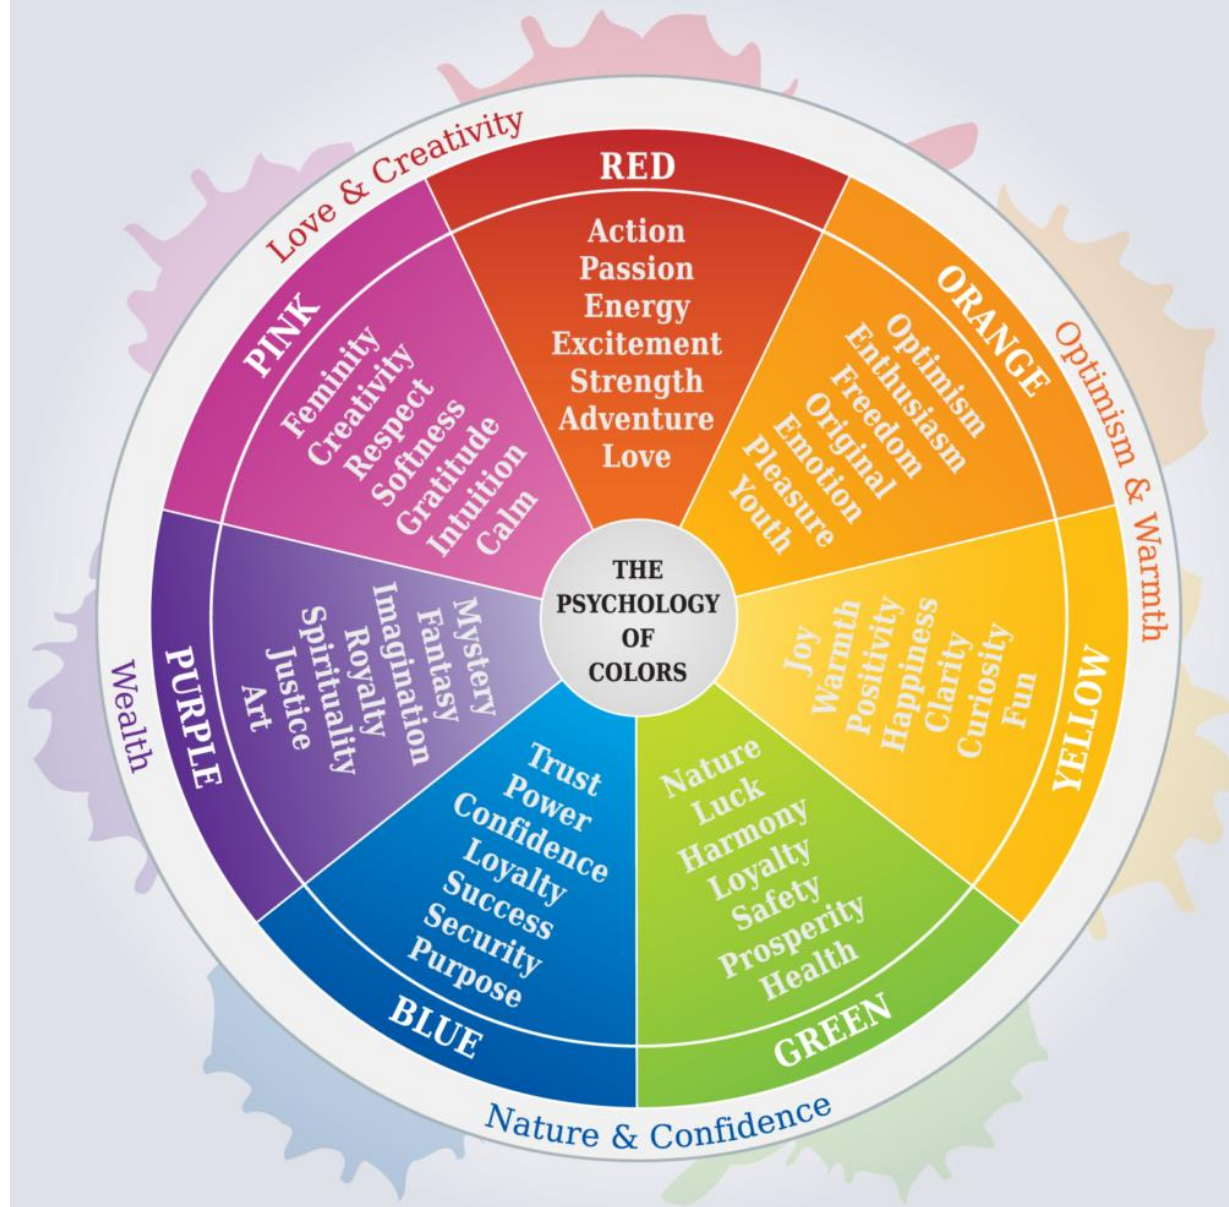 THE
PSYCHOLOGY
OF
COLORS
Love & Creativity
RED
Action
Passion
Energy
Excitement
Strength
Adventure
Love
Optimism & Warmth
ORANGE
Optimism
Enthusiasm
Freedom
Original
Emotion
Pleasure
Youth
YELLOW
Joy
Warmth
Positivity
Happiness
Clarity
Curiosity
Fun
Nature & Confidence
GREEN
Nature
Luck
Harmony
Loyalty
Safety
Prosperity
Health
BLUE
Trust
Power
Confidence
Loyalty
Success
Security
Purpose
Wealth
PURPLE
Mystery
Fantasy
Imagination
Royalty
Spirituality
Justice
Art
PINK
Feminity
Creativity
Respect
Softness
Gratitude
Intuition
Calm